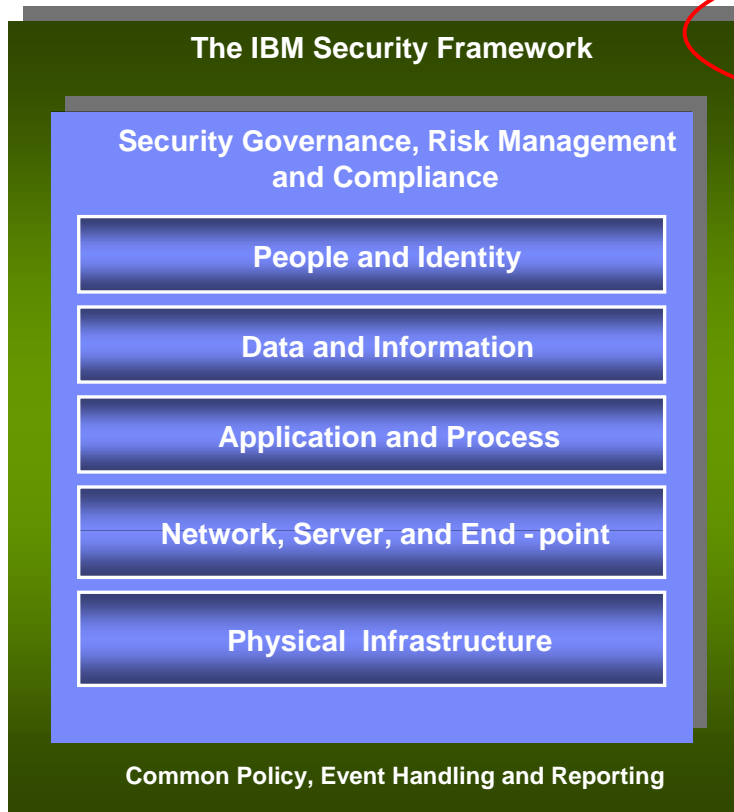 The IBM Security Framework
Security Governance, Risk Management
and Compliance
People and Identity
Data and Information
Application and Process
Network, Server, and End - point
Physical Infrastructure
Common Policy, Event Handling and Reporting